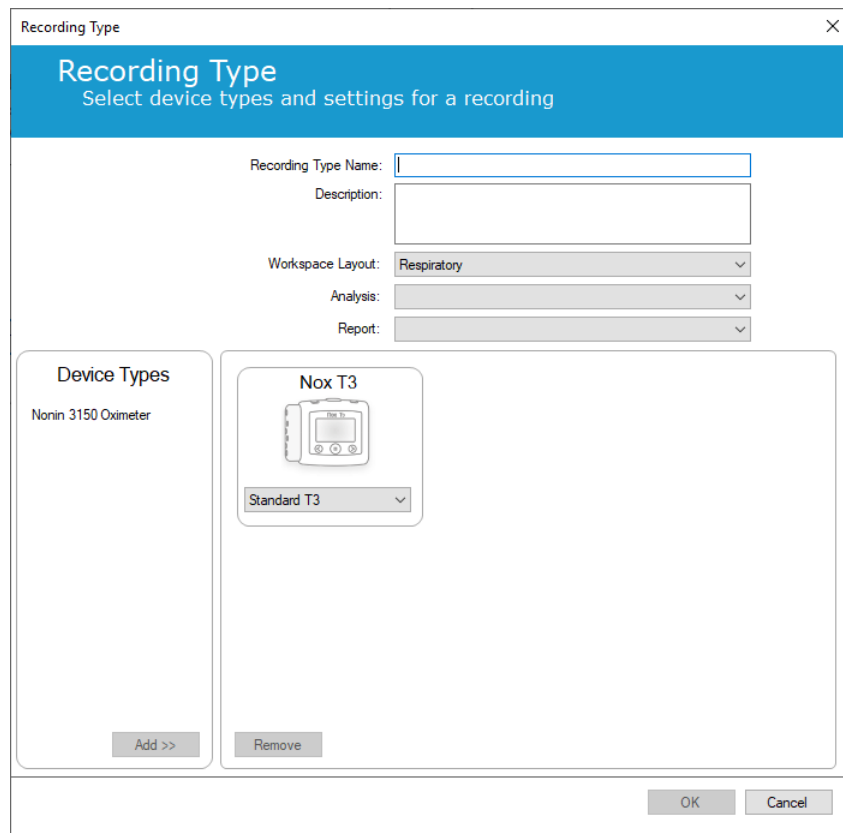 Recording Type
Recording Type
Select device types and settings for a recording
Recording Type Name:
Description:
Workspace Layout: Respiratory
Analysis:
Report:
Device Types
Nonin 3150 Oximeter
Add >>
Nox T3
Standard T3
Remove
OK Cancel